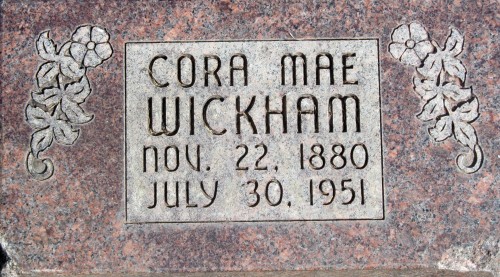 CORA MAE
WICKHAM
NOV. 22, 1880
JULY 30, 1951